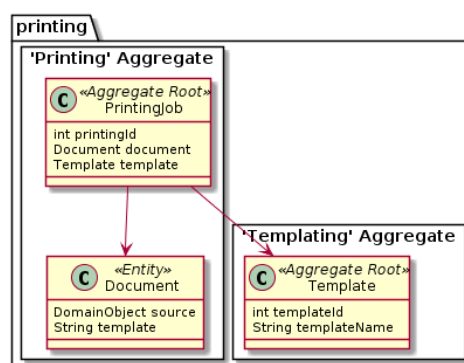 printing
'Printing' Aggregate
C «Aggregate Root»
PrintingJob
int printingId
Document document
Template template
'Templating' Aggregate
C «Entity»
Document
DomainObject source
String template
C «Aggregate Root»
Template
int templateId
String templateName